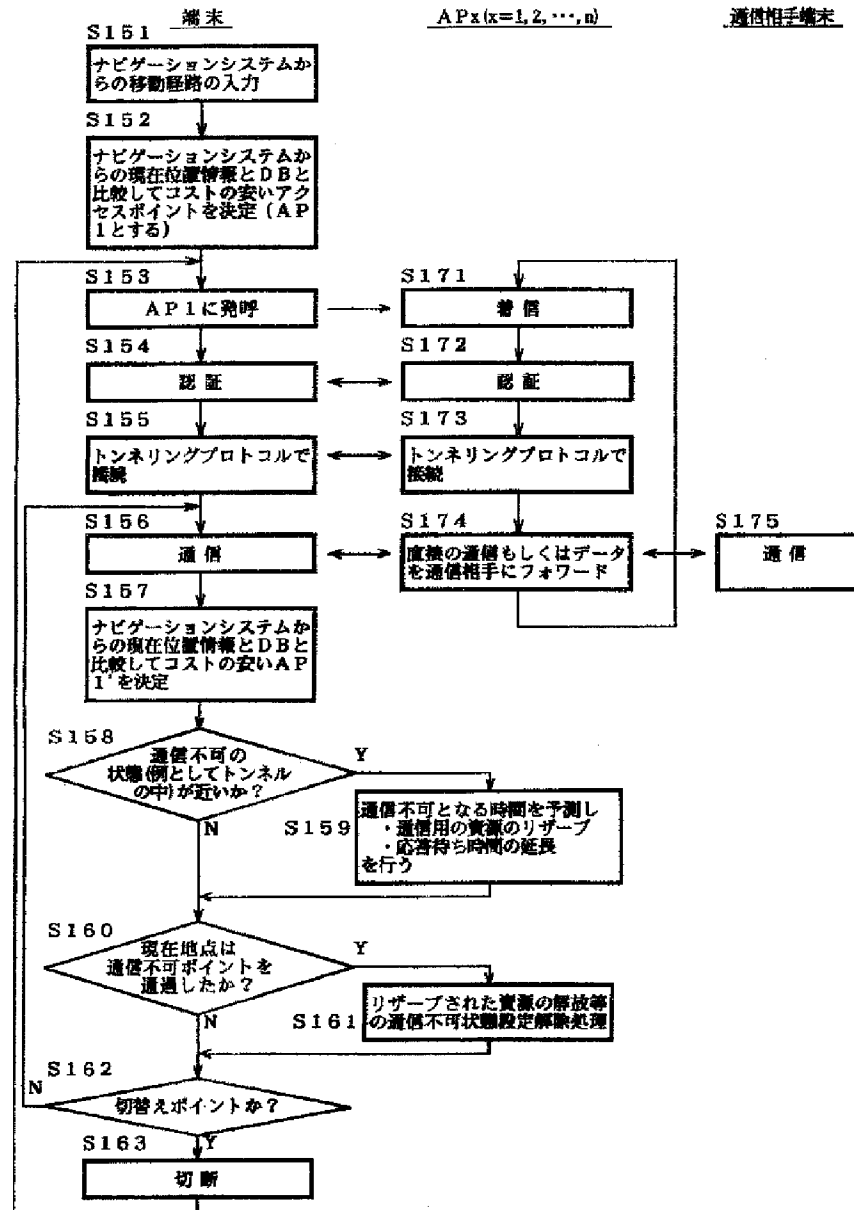 端末
APx(x=1,2,…,n)
通信相手端末
S151
ナビゲーションシステムか
らの移動経路の入力
S152
ナビゲーションシステムか
らの現在位置情報とDBと
比較してコストの安いアク
セスポイントを決定(AP
1とする)
S153
AP1に発呼
S171
着信
S154
認証
S172
認証
S155
トンネリングプロトコルで
接続
S173
トンネリングプロトコルで
接続
S156
通信
S174
直接の通信もしくはデータ
を通信相手にフォワード
S175
通信
S157
ナビゲーションシステムか
らの現在位置情報とDBと
比較してコストの安いAP
1'を決定
S158
通信不可の
状態(例としてトンネル
の中)が近いか?
Y
N
S159
通信不可となる時間を予測し
・通信用の資源のリザーブ
・応答待ち時間の延長
を行う
S160
現在地点は
通信不可ポイントを
通過したか?
Y
N
S161
リザーブされた資源の解放等
の通信不可状態設定解除処理
S162
N
切替えポイントか?
Y
S163
切断